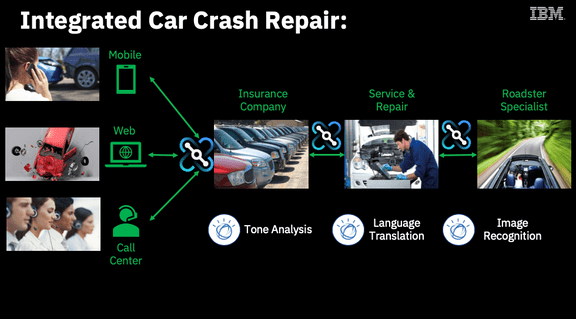 Integrated Car Crash Repair:
IBM
Mobile
Web
Call
Center
Insurance
Company
Service &
Repair
Roadster
Specialist
Tone Analysis
Language
Translation
Image
Recognition